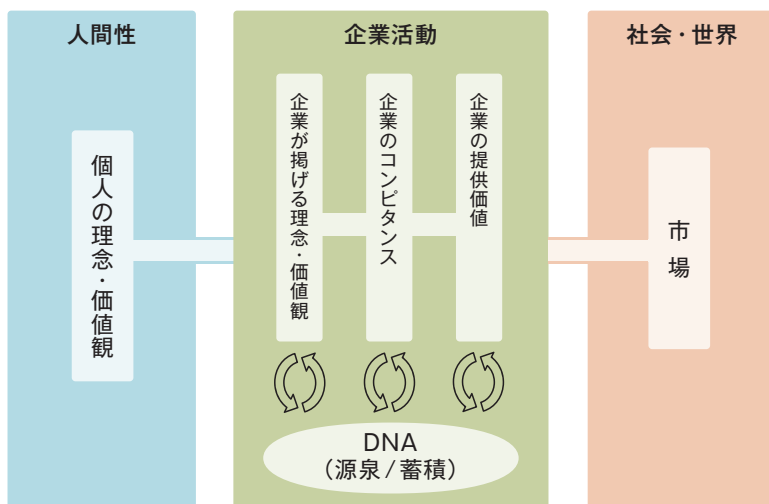 人間性
個人の理念・価値観
企業活動
企業が掲げる理念・価値観
企業のコンピタンス
企業の提供価値
DNA
（源泉/蓄積）
社会・世界
市場